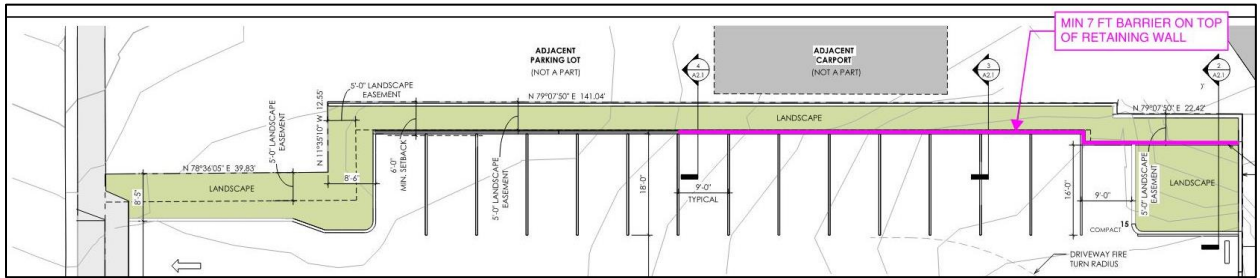 MIN 7 FT BARRIER ON TOP
OF RETAINING WALL
ADJACENT
PARKING LOT
(NOT A PART)
ADJACENT
CARPORT
(NOT A PART)
4
A2.1
3
A2.1
2
A2.1
5'-0" LANDSCAPE
EASEMENT
N 79°07'50" E 141.04'
N 79°07'50" E 22.42'
N 11°35'10" W 12.55'
5'-0" LANDSCAPE
EASEMENT
LANDSCAPE
N 78°36'05" E 39.83'
LANDSCAPE
8'-5"
8'-6"
6'-0"
MIN. SETBACK
5'-0" LANDSCAPE
EASEMENT
18'-0"
9'-0"
TYPICAL
16'-0"
9'-0"
5'-0" LANDSCAPE
EASEMENT
LANDSCAPE
15
COMPACT
DRIVEWAY FIRE
TURN RADIUS